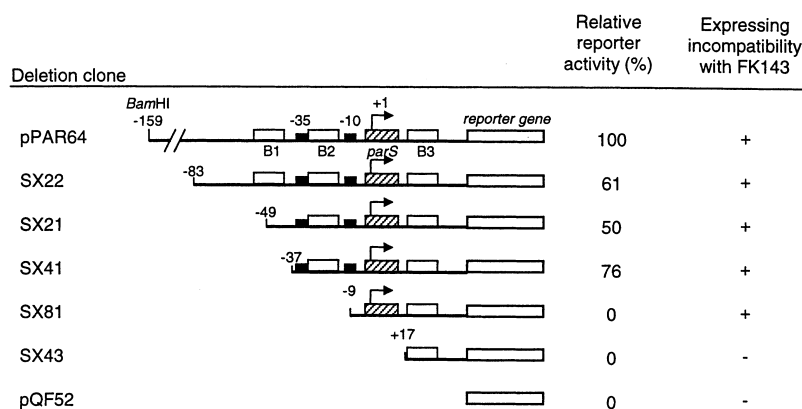 Deletion clone
Relative reporter activity (%)
Expressing incompatibility with FK143
BamHI
-159
-35
-10
+1
reporter gene
pPAR64
B1
B2
parS
B3
100
+
-83
SX22
61
+
-49
SX21
50
+
-37
SX41
76
+
-9
SX81
0
+
+17
SX43
0
-
pQF52
0
-